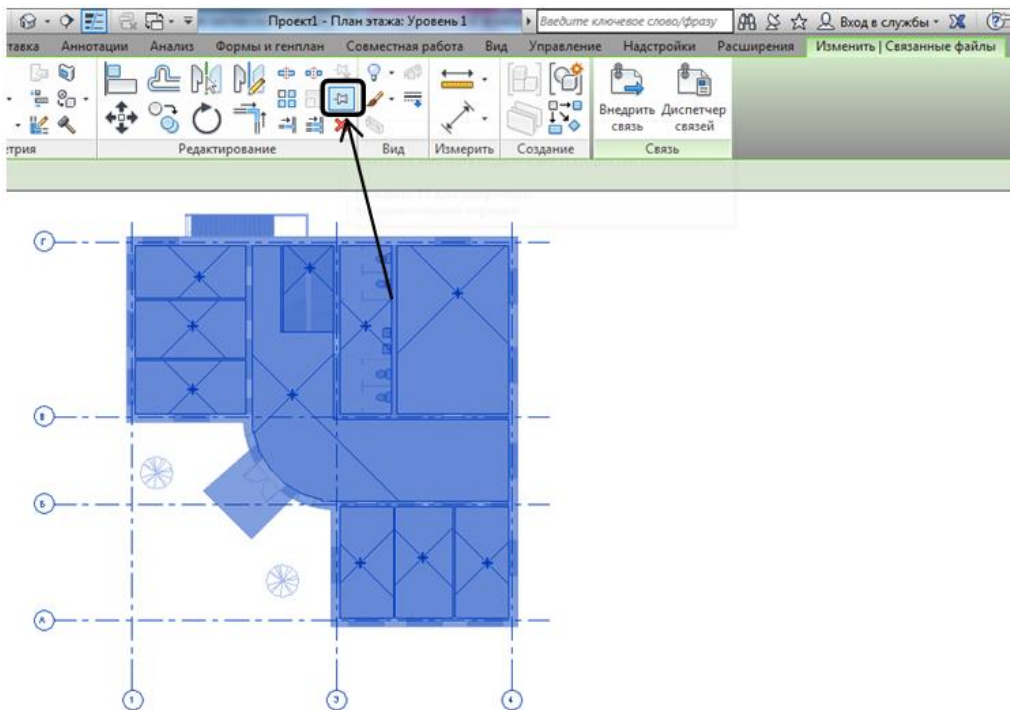 Проект1 - План этажа: Уровень 1
Введите ключевое слово/фразу
Вход в службы
тавка Аннотации Анализ Формы и генплан Совместная работа Вид Управление Надстройки Расширения Изменить | Связанные файлы
Внедрить связь
Диспетчер связей
трия Редактирование Вид Измерить Создание Связь
Г
В
Б
А
1 3 4